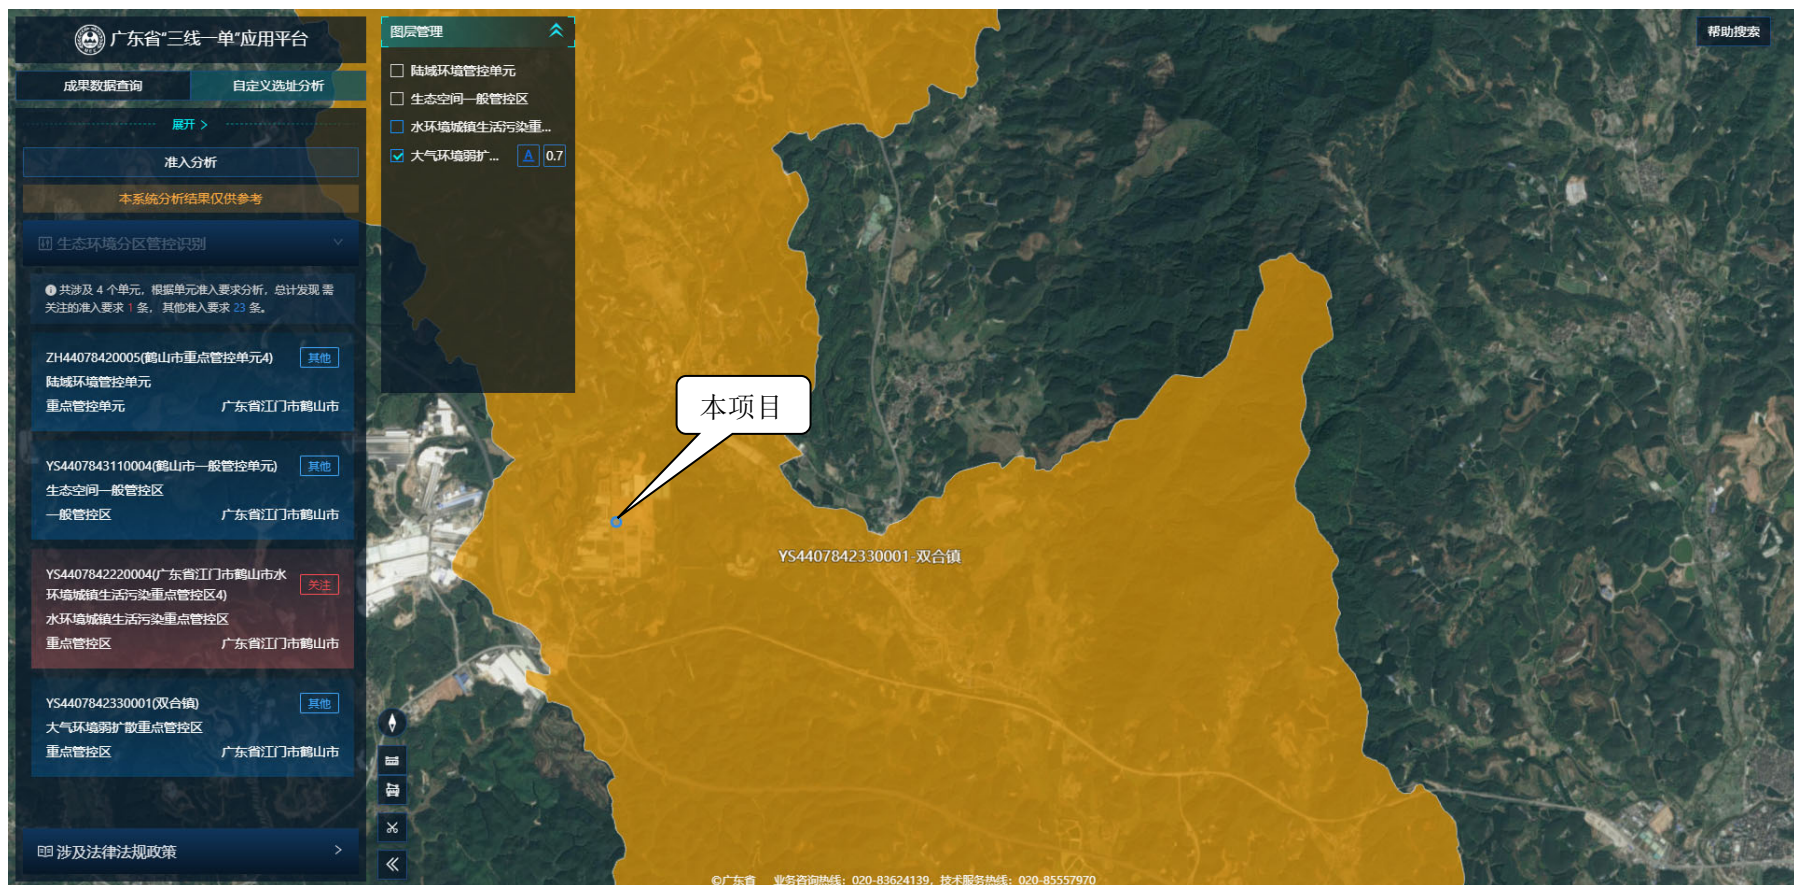 广东省“三线一单”应用平台
成果数据查询
自定义选址分析
展开 >
准入分析
本系统分析结果仅供参考
生态环境分区管控识别
共涉及 4 个单元，根据单元准入要求分析，总计发现 需
关注的准入要求 1 条， 其他准入要求 23 条。
ZH44078420005(鹤山市重点管控单元4)
其他
陆域环境管控单元
重点管控单元
广东省江门市鹤山市
YS4407843110004(鹤山市一般管控单元)
其他
生态空间一般管控区
一般管控区
广东省江门市鹤山市
YS4407842220004(广东省江门市鹤山市水
环境城镇生活污染重点管控区4)
关注
水环境城镇生活污染重点管控区
重点管控区
广东省江门市鹤山市
YS4407842330001(双合镇)
其他
大气环境弱扩散重点管控区
重点管控区
广东省江门市鹤山市
涉及法律法规政策
图层管理
陆域环境管控单元
生态空间一般管控区
水环境城镇生活污染重...
大气环境弱扩...
A
0.7
帮助搜索
本项目
YS4407842330001-双合镇
©广东省 业务咨询热线：020-83624139，技术服务热线：020-85557970